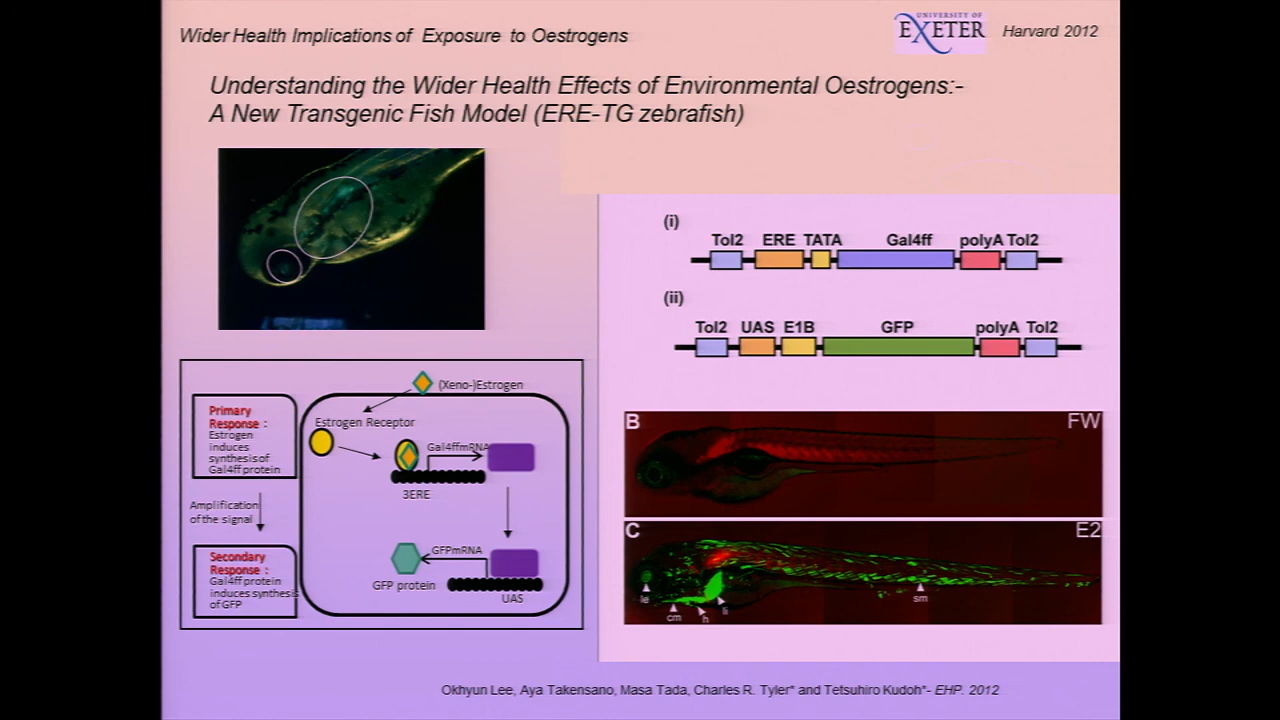 Wider Health Implications of Exposure to Oestrogens
UNIVERSITY OF
EXETER
Harvard 2012
Understanding the Wider Health Effects of Environmental Oestrogens:-
A New Transgenic Fish Model (ERE-TG zebrafish)
(i)
Tol2 ERE TATA Gal4ff polyA Tol2
(ii)
Tol2 UAS E1B GFP polyA Tol2
(Xeno-)Estrogen
Primary
Response :
Estrogen
induces
synthesis of
Gal4ff protein
Estrogen Receptor
Gal4ffmRNA
3ERE
Amplification
of the signal
Secondary
Response :
Gal4ff protein
induces synthesis
of GFP
GFPmRNA
GFP protein
UAS
B FW
C E2
le
cm
h
li
sm
Okhyun Lee, Aya Takensano, Masa Tada, Charles R. Tyler* and Tetsuhiro Kudoh*- EHP. 2012